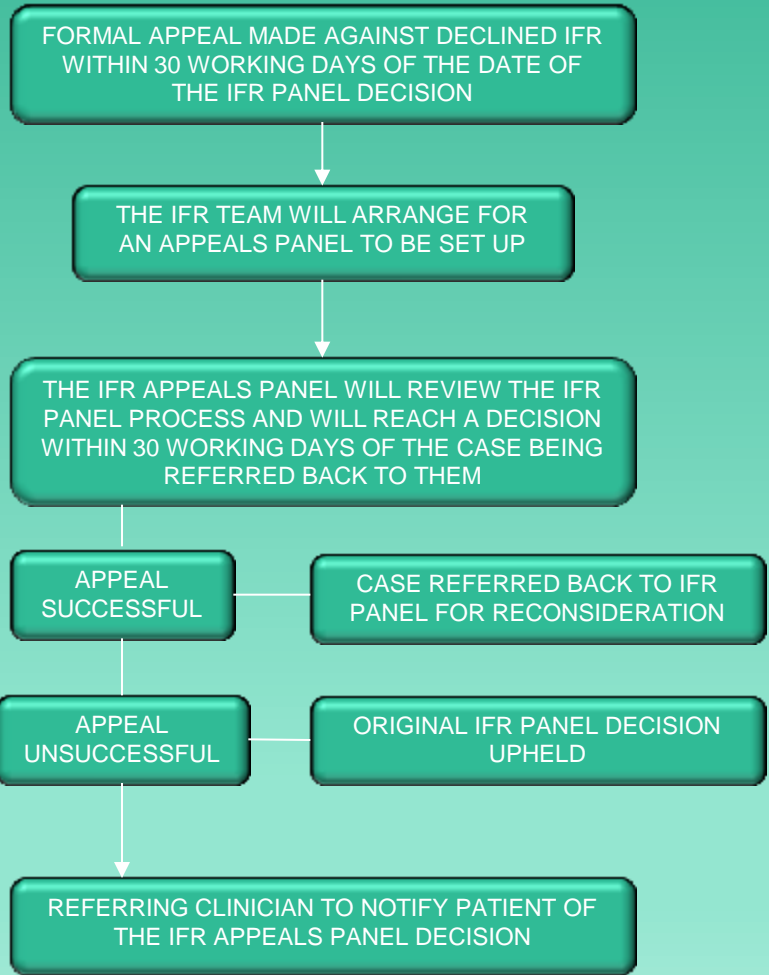 FORMAL APPEAL MADE AGAINST DECLINED IFR
WITHIN 30 WORKING DAYS OF THE DATE OF
THE IFR PANEL DECISION
THE IFR TEAM WILL ARRANGE FOR
AN APPEALS PANEL TO BE SET UP
THE IFR APPEALS PANEL WILL REVIEW THE IFR
PANEL PROCESS AND WILL REACH A DECISION
WITHIN 30 WORKING DAYS OF THE CASE BEING
REFERRED BACK TO THEM
APPEAL
SUCCESSFUL
CASE REFERRED BACK TO IFR
PANEL FOR RECONSIDERATION
APPEAL
UNSUCCESSFUL
ORIGINAL IFR PANEL DECISION
UPHELD
REFERRING CLINICIAN TO NOTIFY PATIENT OF
THE IFR APPEALS PANEL DECISION